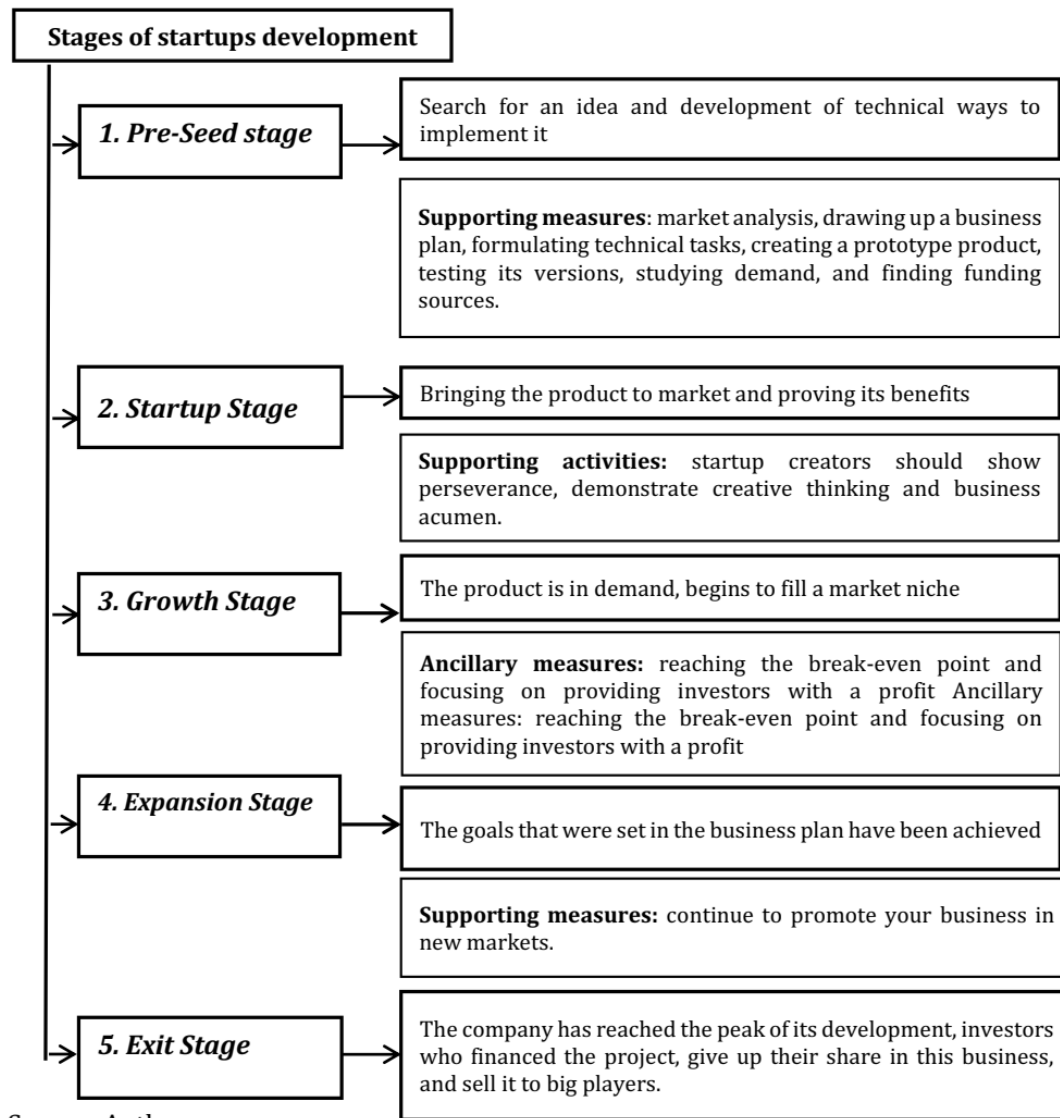 Stages of startups development
1. Pre-Seed stage
Search for an idea and development of technical ways to
implement it
Supporting measures: market analysis, drawing up a business
plan, formulating technical tasks, creating a prototype product,
testing its versions, studying demand, and finding funding
sources.
2. Startup Stage
Bringing the product to market and proving its benefits
Supporting activities: startup creators should show
perseverance, demonstrate creative thinking and business
acumen.
3. Growth Stage
The product is in demand, begins to fill a market niche
Ancillary measures: reaching the break-even point and
focusing on providing investors with a profit Ancillary
measures: reaching the break-even point and focusing on
providing investors with a profit
4. Expansion Stage
The goals that were set in the business plan have been achieved
Supporting measures: continue to promote your business in
new markets.
5. Exit Stage
The company has reached the peak of its development, investors
who financed the project, give up their share in this business,
and sell it to big players.